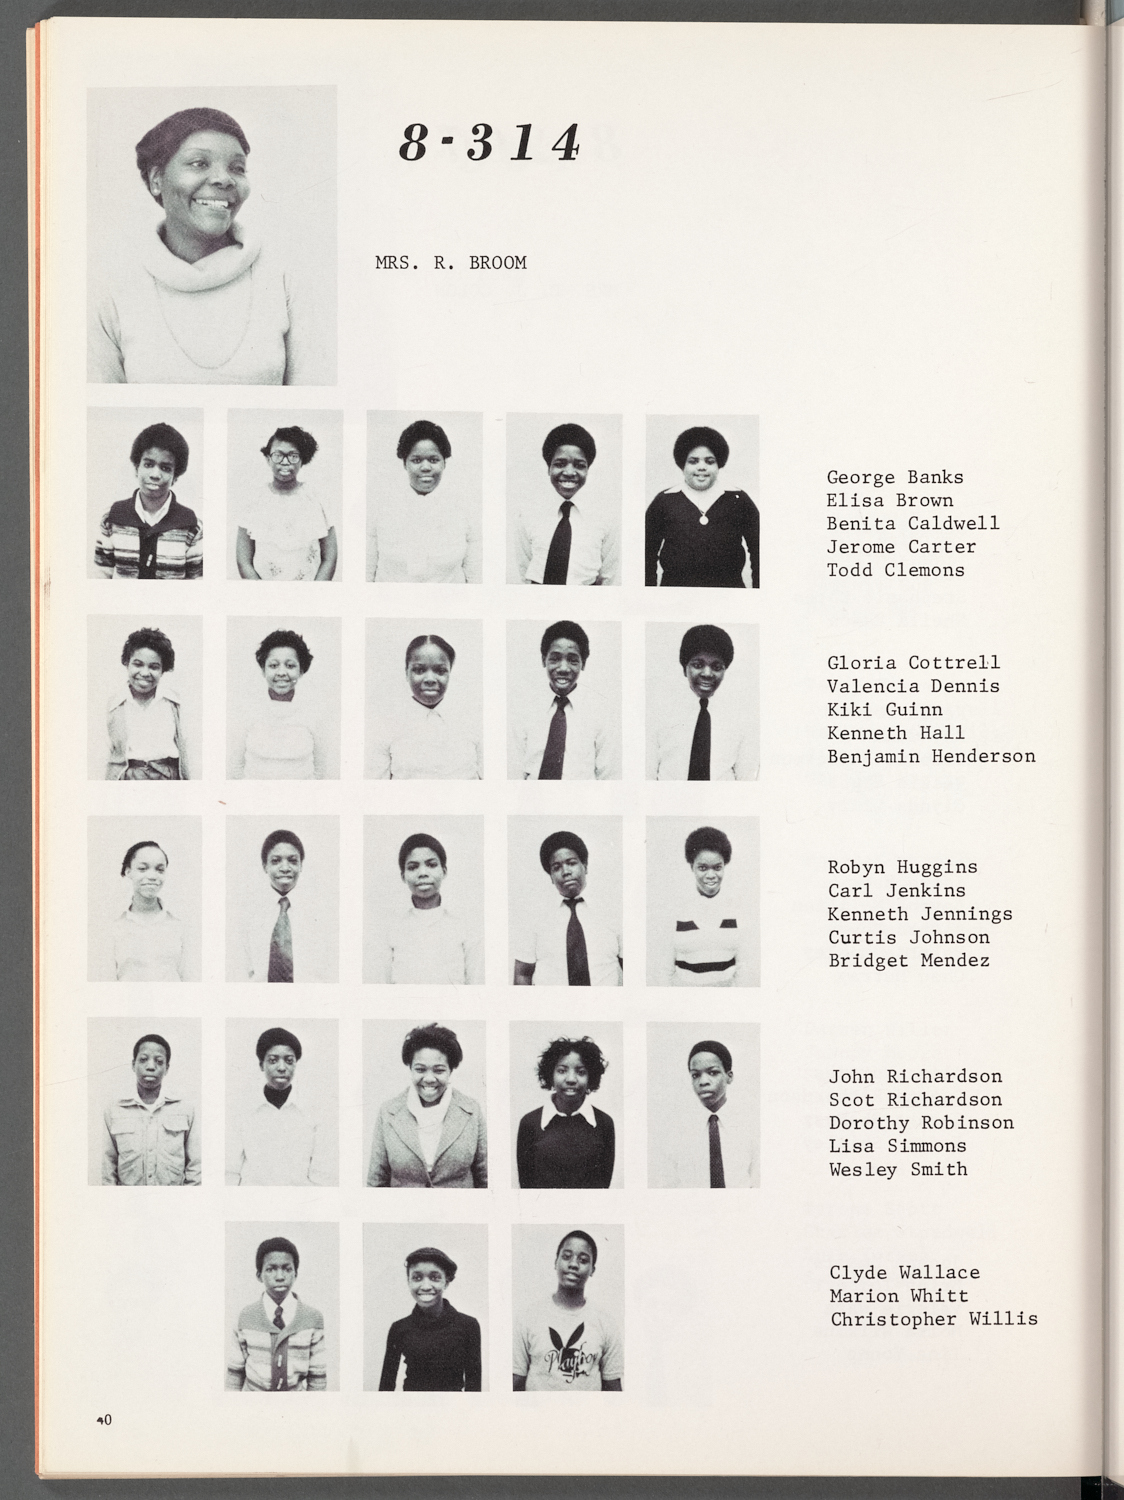 8-314
MRS. R. BROOM
George Banks
Elisa Brown
Benita Caldwell
Jerome Carter
Todd Clemons
Gloria Cottrell
Valencia Dennis
Kiki Guinn
Kenneth Hall
Benjamin Henderson
Robyn Huggins
Carl Jenkins
Kenneth Jennings
Curtis Johnson
Bridget Mendez
John Richardson
Scot Richardson
Dorothy Robinson
Lisa Simmons
Wesley Smith
Clyde Wallace
Marion Whitt
Christopher Willis
Playboy
40